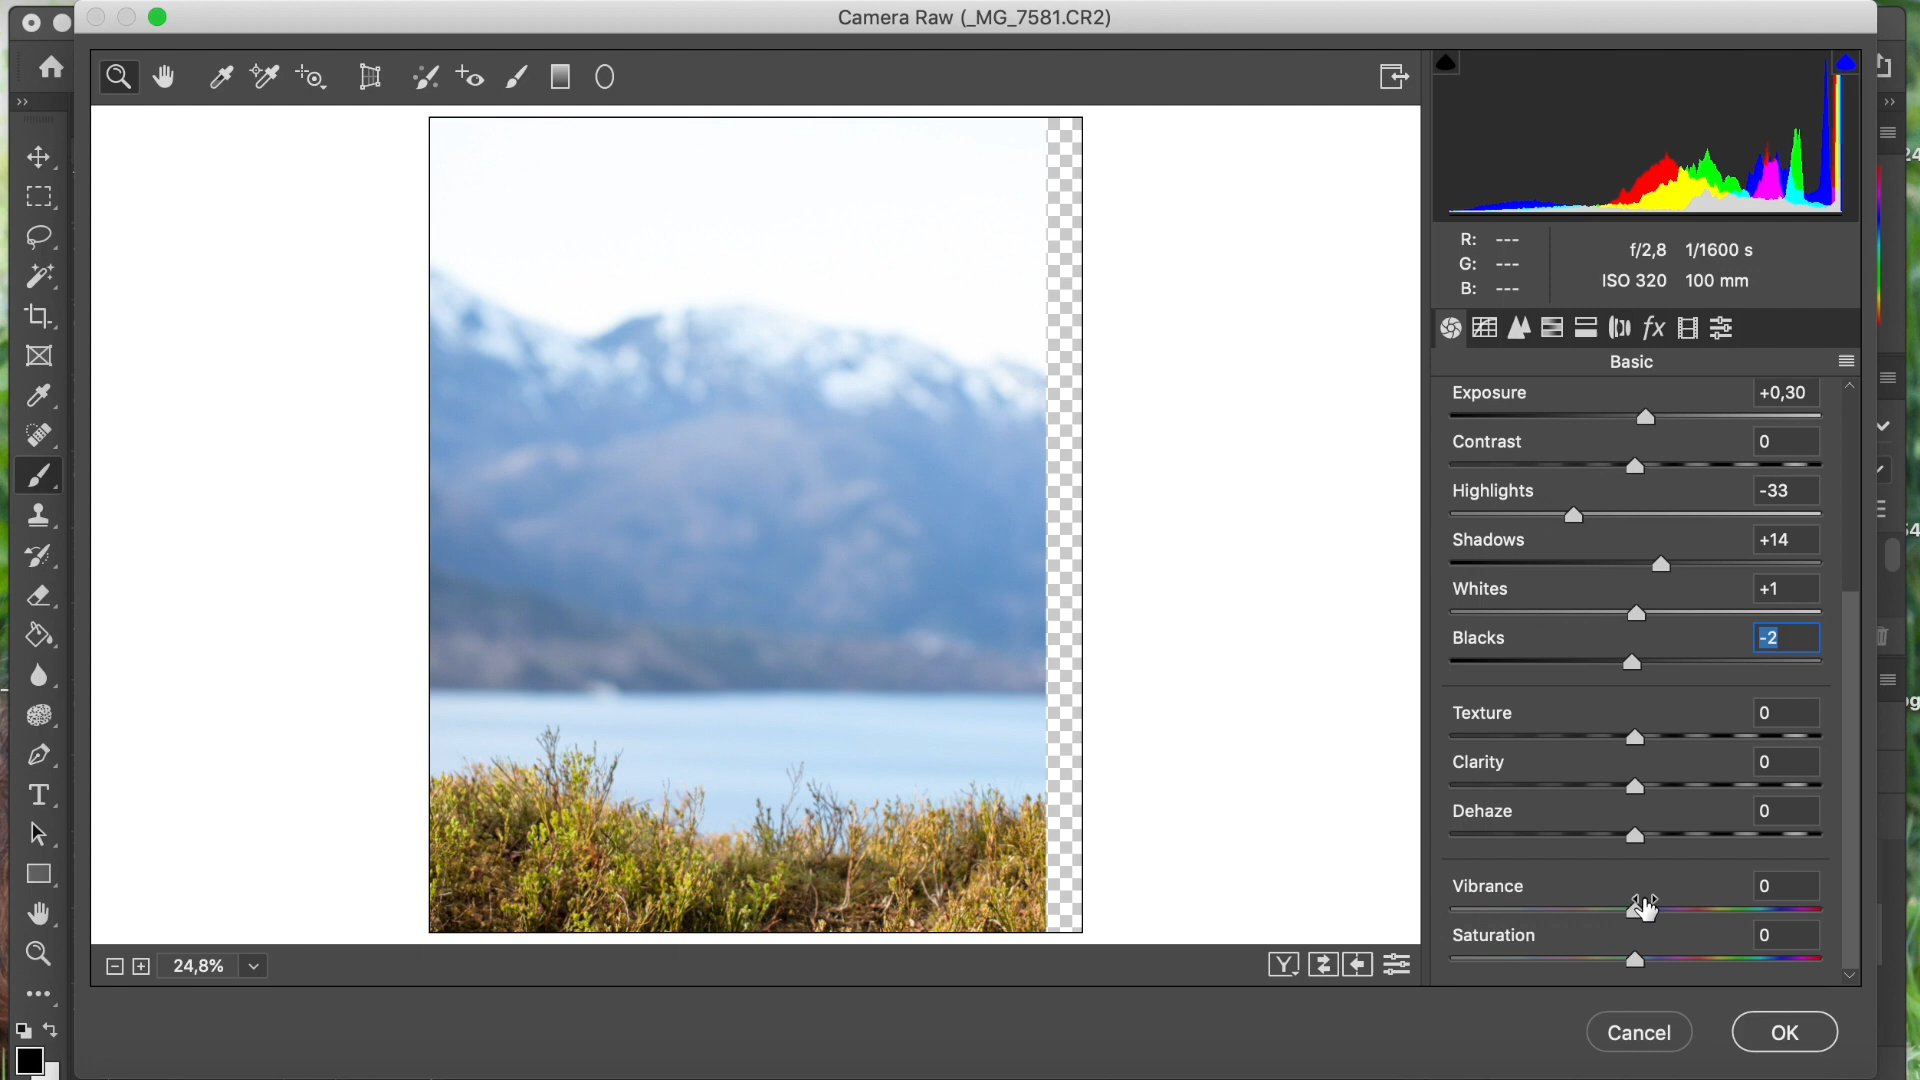 Camera Raw (_MG_7581.CR2)
R: ---
G: ---
B: ---
f/2,8 1/1600 s
ISO 320 100 mm
Basic
Exposure +0,30
Contrast 0
Highlights -33
Shadows +14
Whites +1
Blacks -2
Texture 0
Clarity 0
Dehaze 0
Vibrance 0
Saturation 0
24,8%
Cancel
OK